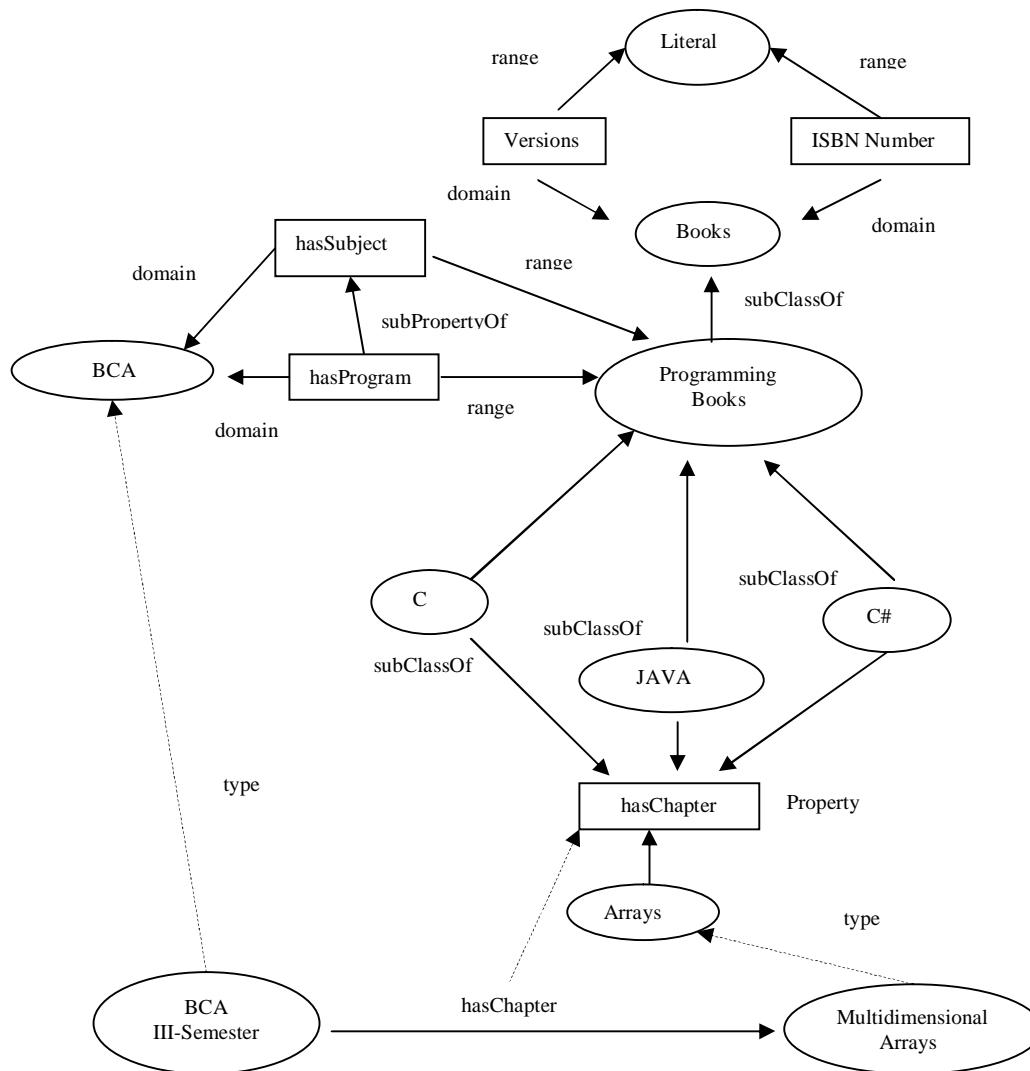 Literal
range
range
Versions
ISBN Number
domain
Books
domain
hasSubject
domain
range
subClassOf
subPropertyOf
BCA
hasProgram
Programming
Books
range
domain
C
subClassOf
C#
subClassOf
subClassOf
JAVA
type
hasChapter
Property
Arrays
type
BCA
III-Semester
hasChapter
Multidimensional
Arrays